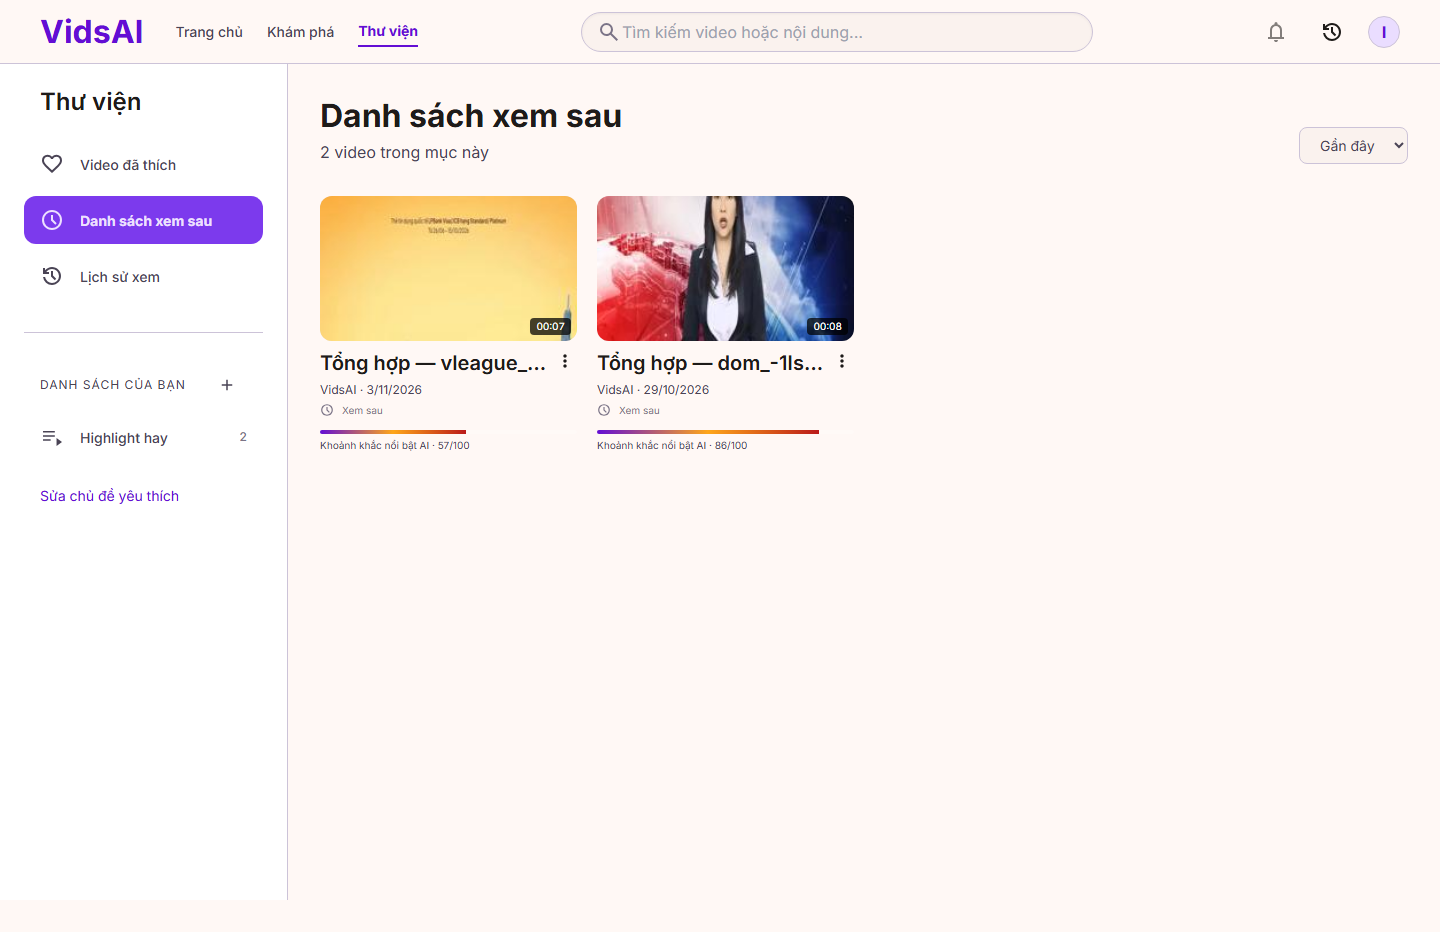 VidsAI
Trang chủ
Khám phá
Thư viện
Tìm kiếm video hoặc nội dung...
I
Thư viện
Video đã thích
Danh sách xem sau
Lịch sử xem
DANH SÁCH CỦA BẠN
Highlight hay
2
Sửa chủ đề yêu thích
Danh sách xem sau
2 video trong mục này
Gần đây
00:07
Tổng hợp — vleague_...
VidsAI · 3/11/2026
Xem sau
Khoảnh khắc nổi bật AI · 57/100
00:08
Tổng hợp — dom_-1ls...
VidsAI · 29/10/2026
Xem sau
Khoảnh khắc nổi bật AI · 86/100